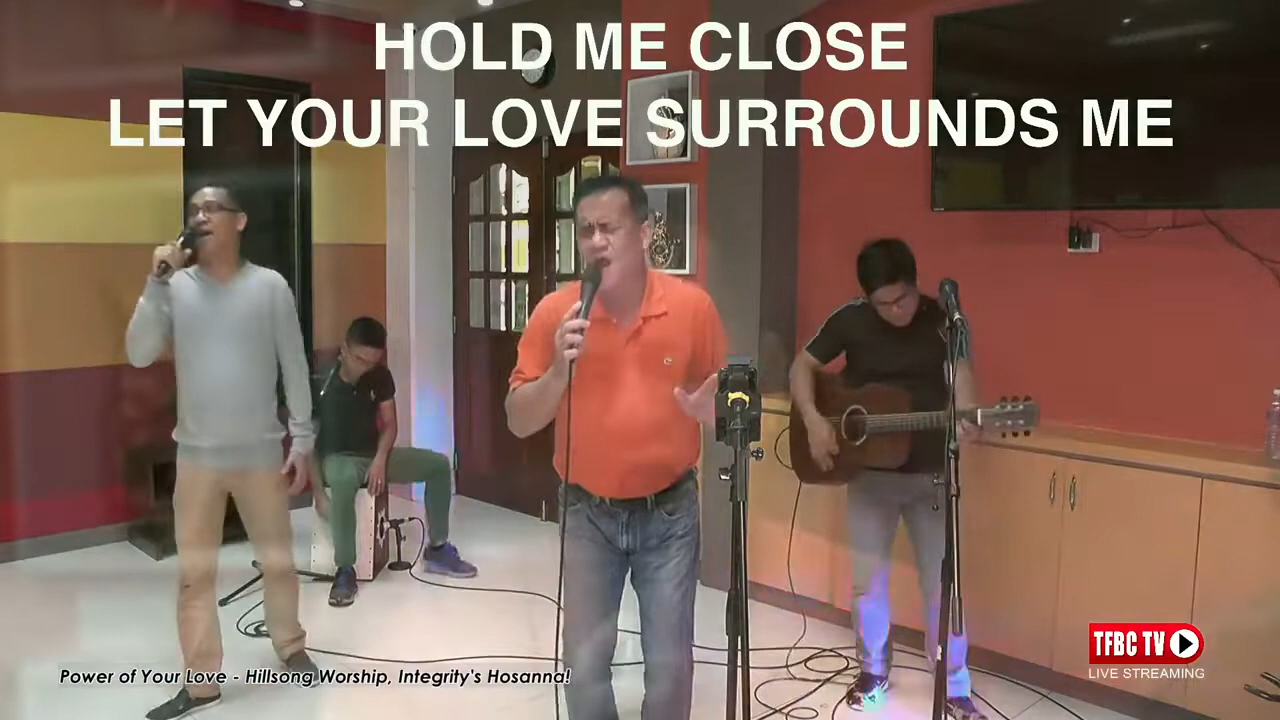 HOLD ME CLOSE
LET YOUR LOVE SURROUNDS ME
TFBC TV
LIVE STREAMING
Power of Your Love - Hillsong Worship, Integrity's Hosanna!